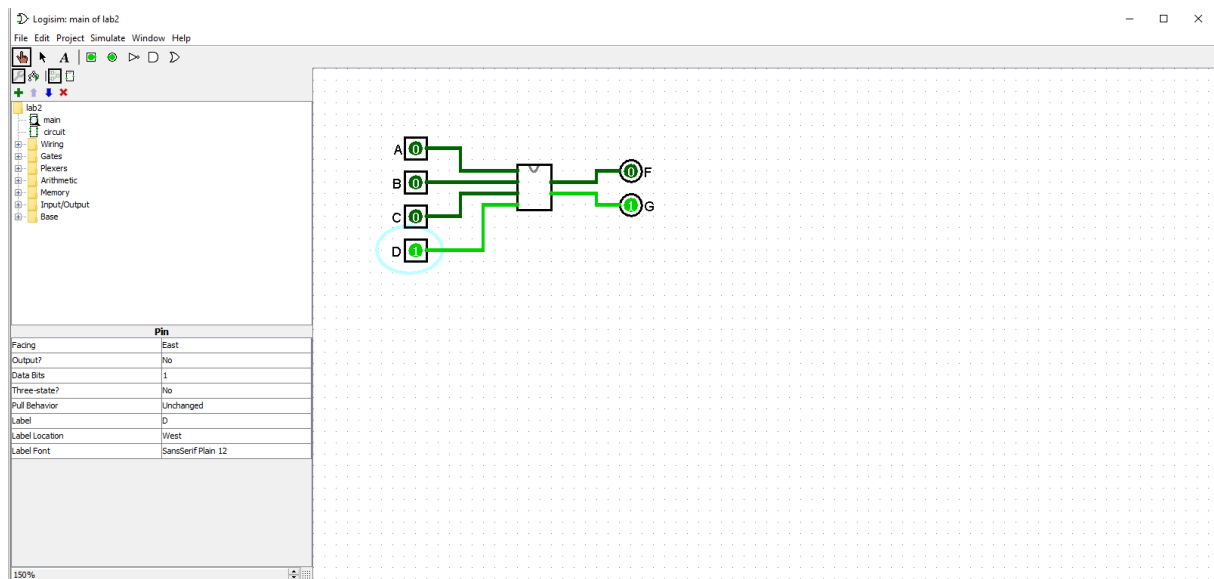 Logisim: main of lab2
File Edit Project Simulate Window Help
A
lab2
main
circuit
Wiring
Gates
Plexers
Arithmetic
Memory
Input/Output
Base
Pin
Facing East
Output? No
Data Bits 1
Three-state? No
Pull Behavior Unchanged
Label D
Label Location West
Label Font SansSerif Plain 12
150%
A 0
B 0
C 0
D 1
0 F
1 G